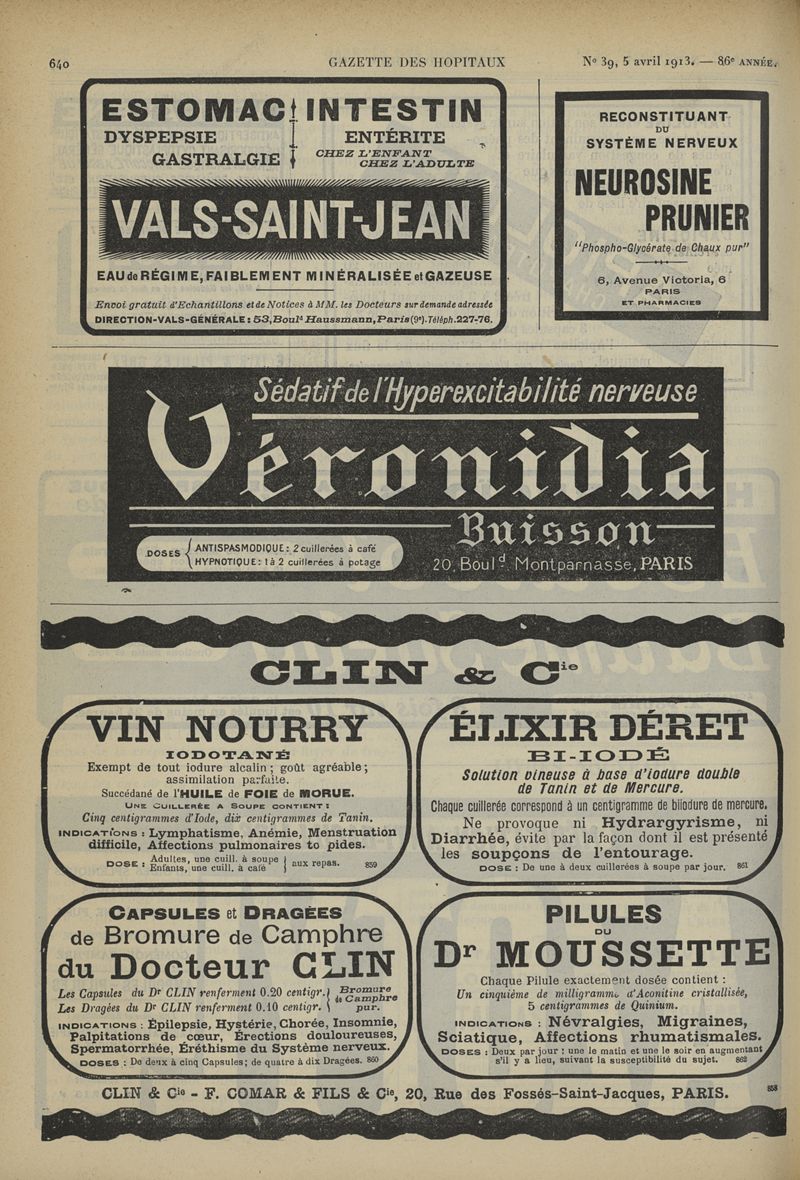 640
GAZETTE DES HOPITAUX
N° 39, 5 avril 1913. — 86e ANNÉE.
ESTOMAC
DYSPEPSIE
GASTRALGIE
INTESTIN
ENTÉRITE
CHEZ L'ENFANT
CHEZ L'ADULTE
VALS-SAINT-JEAN
EAU de RÉGIME, FAIBLEMENT MINÉRALISÉE et GAZEUSE
Envoi gratuit d'Echantillons et de Notices à MM. les Docteurs sur demande adressée
DIRECTION-VALS-GÉNÉRALE: 53, Boulᵈ Haussmann, Paris (9ᵉ). Téléph. 227-76.
RECONSTITUANT
DU
SYSTÈME NERVEUX
NEUROSINE
PRUNIER
"Phospho-Glycérate de Chaux pur"
6, Avenue Victoria, 6
PARIS
ET PHARMACIES
Sédatif de l'Hyperexcitabilité nerveuse
Véronidia
Buisson
DOSES
ANTISPASMODIQUE: 2 cuillerées à café
HYPNOTIQUE: 1 à 2 cuillerées à potage
20, Boulᵈ. Montparnasse, PARIS
CLIN & Cie
VIN NOURRY
IODOTANÉ
Exempt de tout iodure alcalin; goût agréable;
assimilation parfaite.
Succédané de l'HUILE de FOIE de MORUE.
UNE CUILLERÉE A SOUPE CONTIENT:
Cinq centigrammes d'Iode, dix centigrammes de Tanin.
INDICATIONS: Lymphatisme, Anémie, Menstruation
difficile, Affections pulmonaires to pides.
DOSE: Adultes, une cuill. à soupe
Enfants, une cuill. à café
aux repas. 859
ÉLIXIR DÉRET
BI-IODÉ
Solution vineuse à base d'iodure double
de Tanin et de Mercure.
Chaque cuillerée correspond à un centigramme de biiodure de mercure.
Ne provoque ni Hydrargyrisme, ni
Diarrhée, évite par la façon dont il est présenté
les soupçons de l'entourage.
DOSE: De une à deux cuillerées à soupe par jour. 861
CAPSULES et DRAGÉES
de Bromure de Camphre
du Docteur CLIN
Les Capsules du Dr CLIN renferment 0.20 centigr.
Les Dragées du Dr CLIN renferment 0.10 centigr.
Bromure
de Camphre
pur.
INDICATIONS: Épilepsie, Hystérie, Chorée, Insomnie,
Palpitations de cœur, Érections douloureuses,
Spermatorrhée, Éréthisme du Système nerveux.
DOSES: De deux à cinq Capsules; de quatre à dix Dragées. 860
PILULES
DU
Dr MOUSSETTE
Chaque Pilule exactement dosée contient:
Un cinquième de milligramme d'Aconitine cristallisée,
5 centigrammes de Quinium.
INDICATIONS: Névralgies, Migraines,
Sciatique, Affections rhumatismales.
DOSES: Deux par jour: une le matin et une le soir en augmentant
s'il y a lieu, suivant la susceptibilité du sujet. 862
CLIN & Cie - F. COMAR & FILS & Cie, 20, Rue des Fossés-Saint-Jacques, PARIS.
858